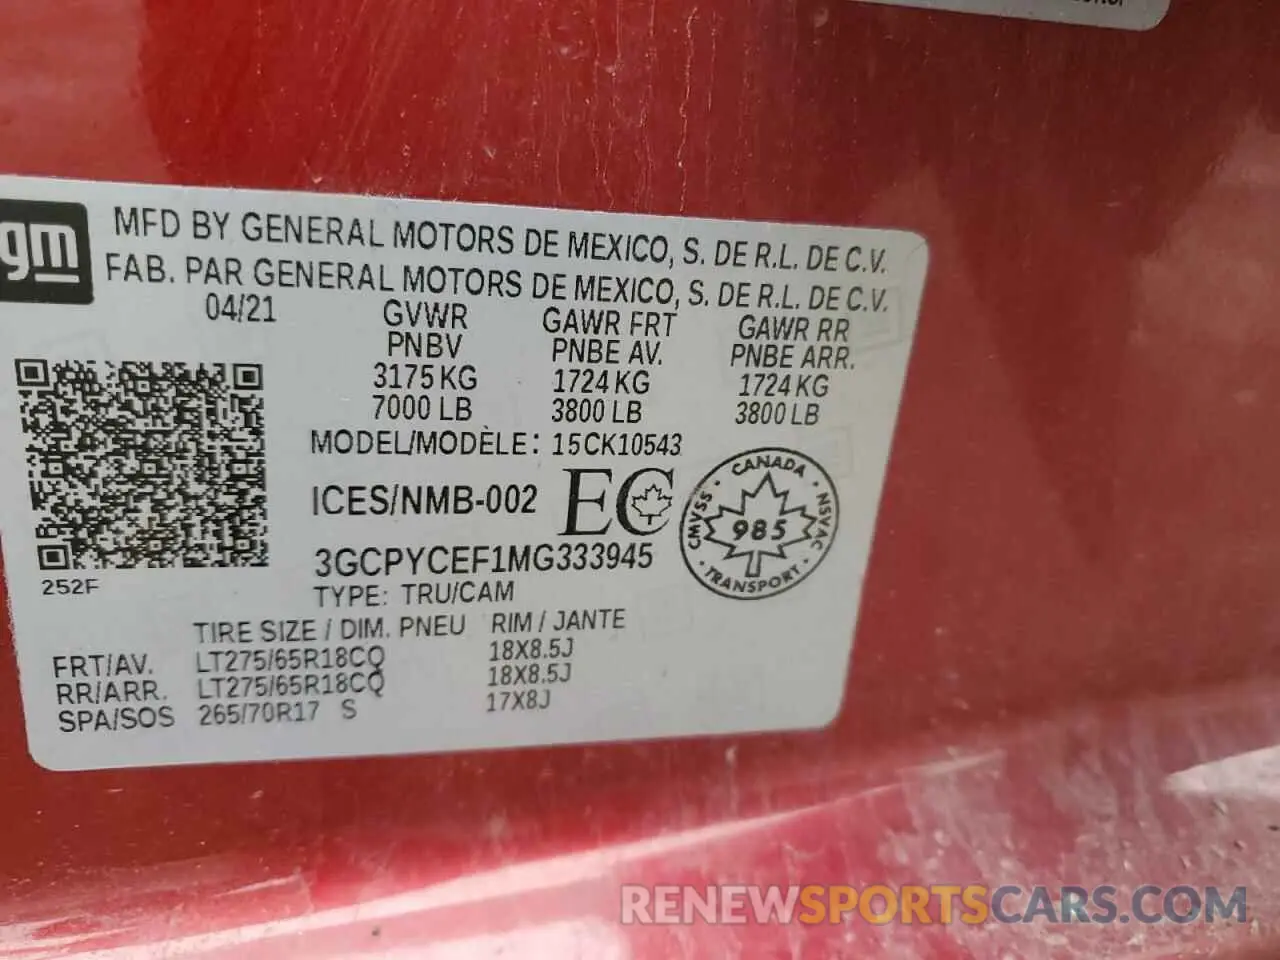 gm
MFD BY GENERAL MOTORS DE MEXICO, S. DE R.L. DE C.V.
FAB. PAR GENERAL MOTORS DE MEXICO, S. DE R.L. DE C.V.
04/21 GVWR GAWR FRT GAWR RR
PNBV PNBE AV. PNBE ARR.
3175 KG 1724 KG 1724 KG
7000 LB 3800 LB 3800 LB
MODEL/MODÈLE: 15CK10543
ICES/NMB-002 EC
CANADA
CMVSS 985 NSVAC
TRANSPORT
3GCPYCEF1MG333945
252F
TYPE: TRU/CAM
TIRE SIZE / DIM. PNEU RIM / JANTE
FRT/AV. LT275/65R18CQ 18X8.5J
RR/ARR. LT275/65R18CQ 18X8.5J
SPA/SOS 265/70R17 S 17X8J
RENEWSPORTSCARS.COM